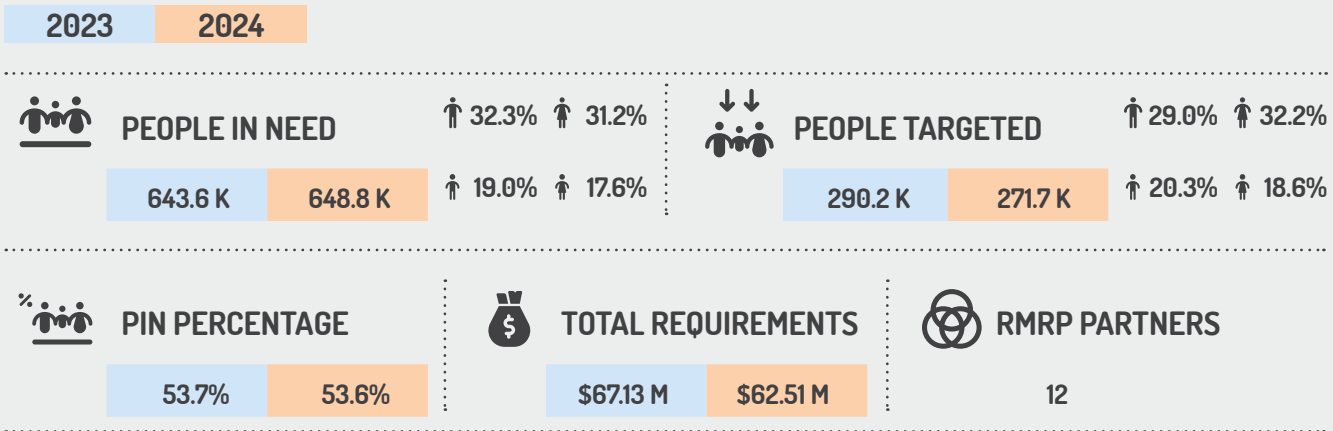 2023 2024
PEOPLE IN NEED
32.3% 31.2%
643.6 K 648.8 K
19.0% 17.6%
PEOPLE TARGETED
29.0% 32.2%
290.2 K 271.7 K
20.3% 18.6%
%
PIN PERCENTAGE
53.7% 53.6%
$
TOTAL REQUIREMENTS
$67.13 M $62.51 M
RMRP PARTNERS
12